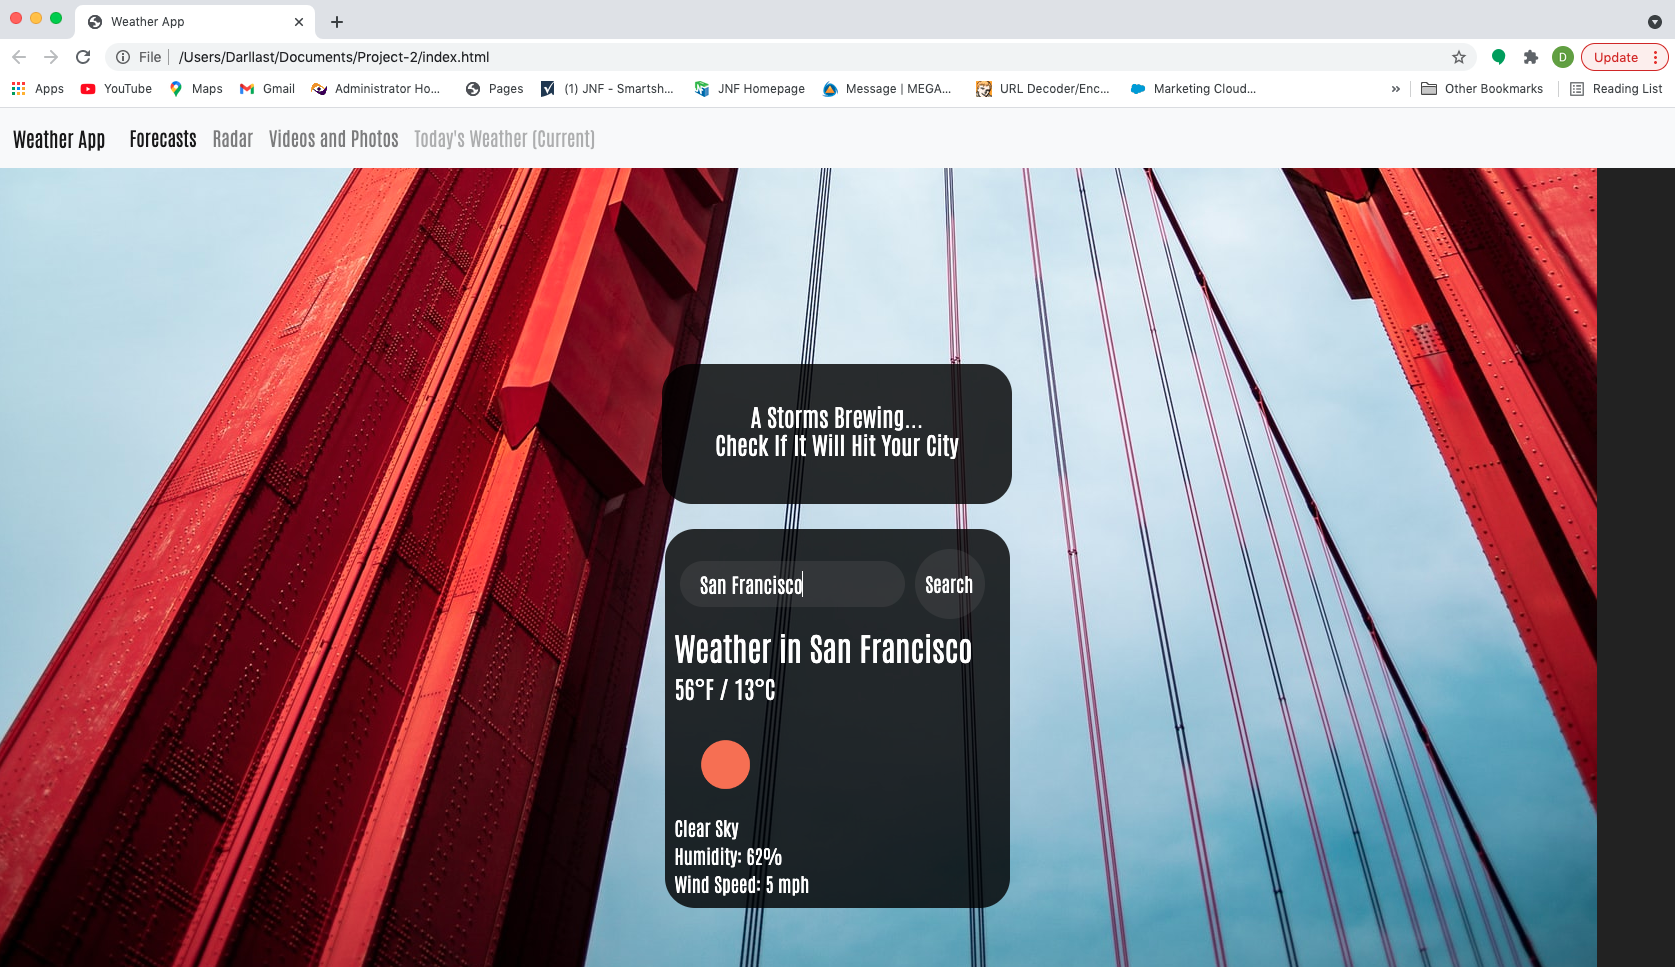 Weather App
File /Users/Darllast/Documents/Project-2/index.html
D
Update
Apps YouTube Maps Gmail Administrator Ho... Pages (1) JNF - Smartsh... JNF Homepage Message | MEGA... URL Decoder/Enc... Marketing Cloud... » Other Bookmarks Reading List
Weather App Forecasts Radar Videos and Photos Today's Weather (Current)
A Storms Brewing...
Check If It Will Hit Your City
San Francisco Search
Weather in San Francisco
56°F / 13°C
Clear Sky
Humidity: 62%
Wind Speed: 5 mph